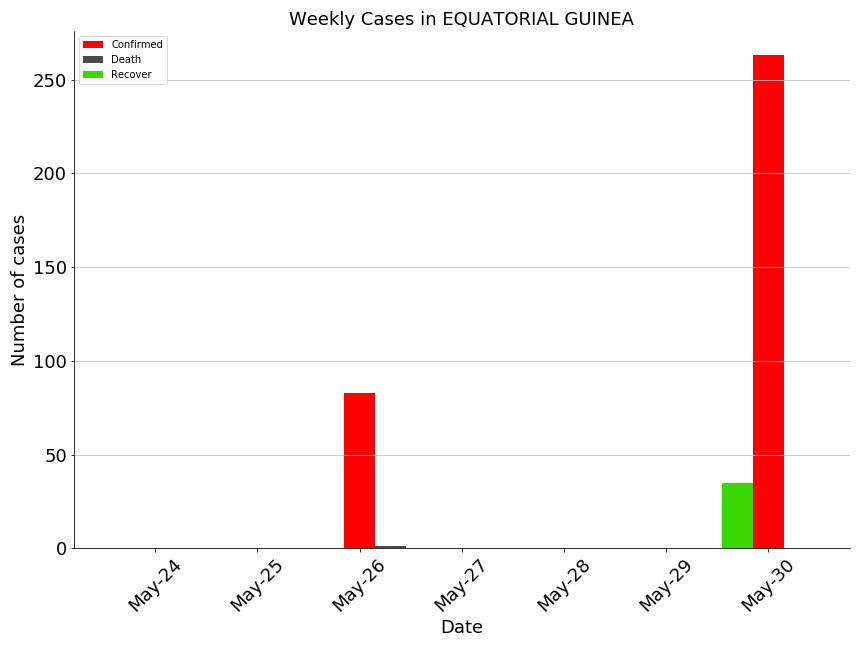 Weekly Cases in EQUATORIAL GUINEA
Confirmed
Death
Recover
250
200
150
100
50
0
Number of cases
May-24
May-25
May-26
May-27
May-28
May-29
May-30
Date